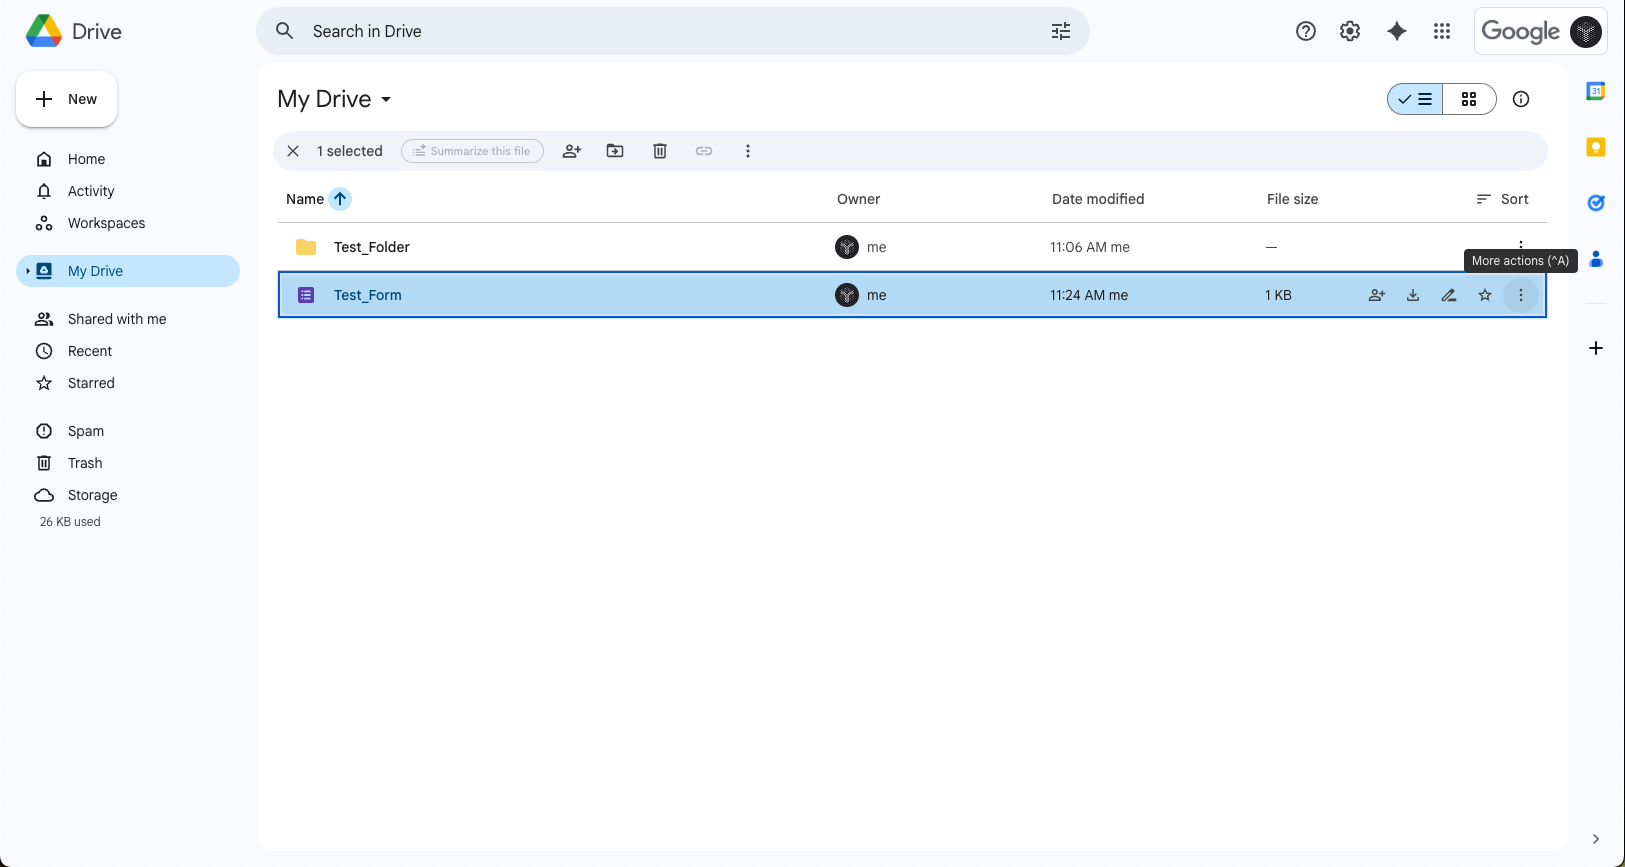 Drive
Search in Drive
Google
New
Home
Activity
Workspaces
My Drive
Shared with me
Recent
Starred
Spam
Trash
Storage
26 KB used
My Drive
1 selected
Summarize this file
Name
Owner
Date modified
File size
Sort
Test_Folder
me
11:06 AM me
—
More actions (^A)
Test_Form
me
11:24 AM me
1 KB
31